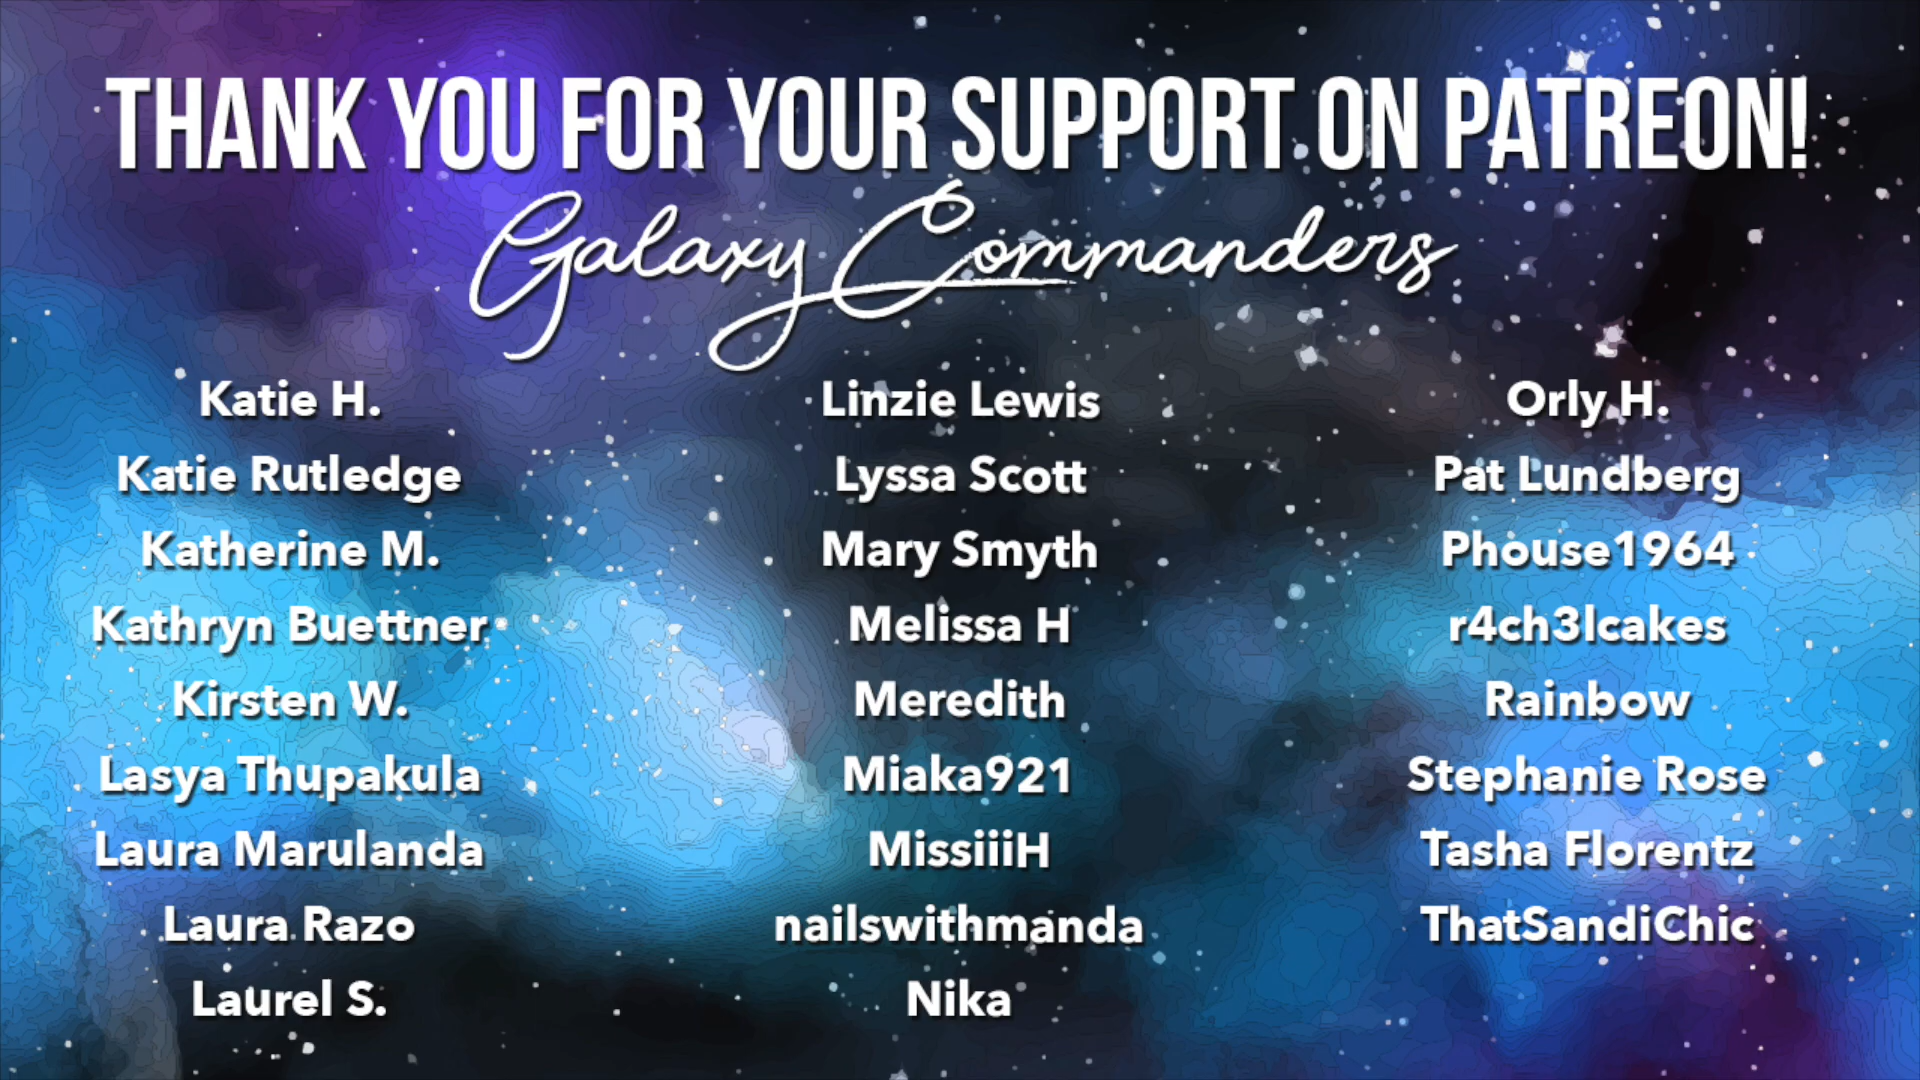 THANK YOU FOR YOUR SUPPORT ON PATREON!
Galaxy Commanders
Katie H.
Katie Rutledge
Katherine M.
Kathryn Buettner
Kirsten W.
Lasya Thupakula
Laura Marulanda
Laura Razo
Laurel S.
Linzie Lewis
Lyssa Scott
Mary Smyth
Melissa H
Meredith
Miaka921
MissiiiH
nailswithmanda
Nika
Orly H.
Pat Lundberg
Phouse1964
r4ch3lcakes
Rainbow
Stephanie Rose
Tasha Florentz
ThatSandiChic